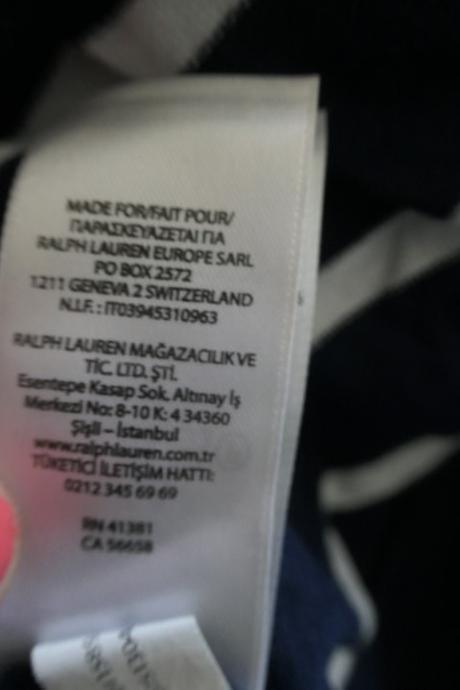 MADE FOR/FAIT POUR/
ΠΑΡΑΣΚΕΥΑΖΕΤΑΙ ΓΙΑ
RALPH LAUREN EUROPE SARL
PO BOX 2572
1211 GENEVA 2 SWITZERLAND
N.I.F. : IT03945310963
RALPH LAUREN MAĞAZACILIK VE
TİC. LTD. ŞTİ.
Esentepe Kasap Sok. Altınay İş
Merkezi No: 8-10 K: 4 34360
Şişli – İstanbul
www.ralphlauren.com.tr
TÜKETİCİ İLETİŞİM HATTI:
0212 345 69 69
RN 41381
CA 56658